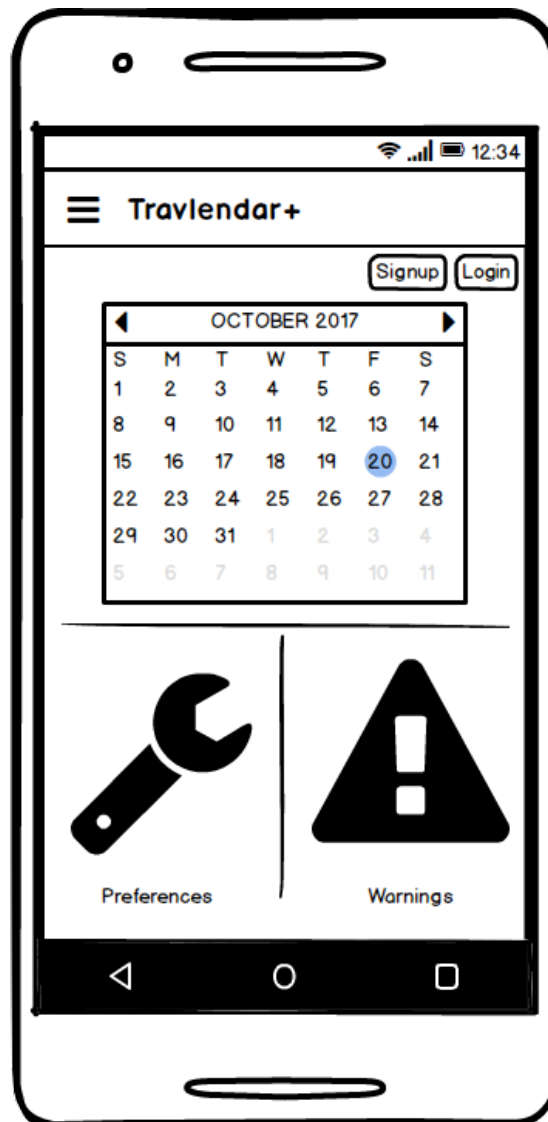 12:34
Travlendar+
Signup Login
OCTOBER 2017
S M T W T F S
1 2 3 4 5 6 7
8 9 10 11 12 13 14
15 16 17 18 19 20 21
22 23 24 25 26 27 28
29 30 31 1 2 3 4
5 6 7 8 9 10 11
Preferences Warnings